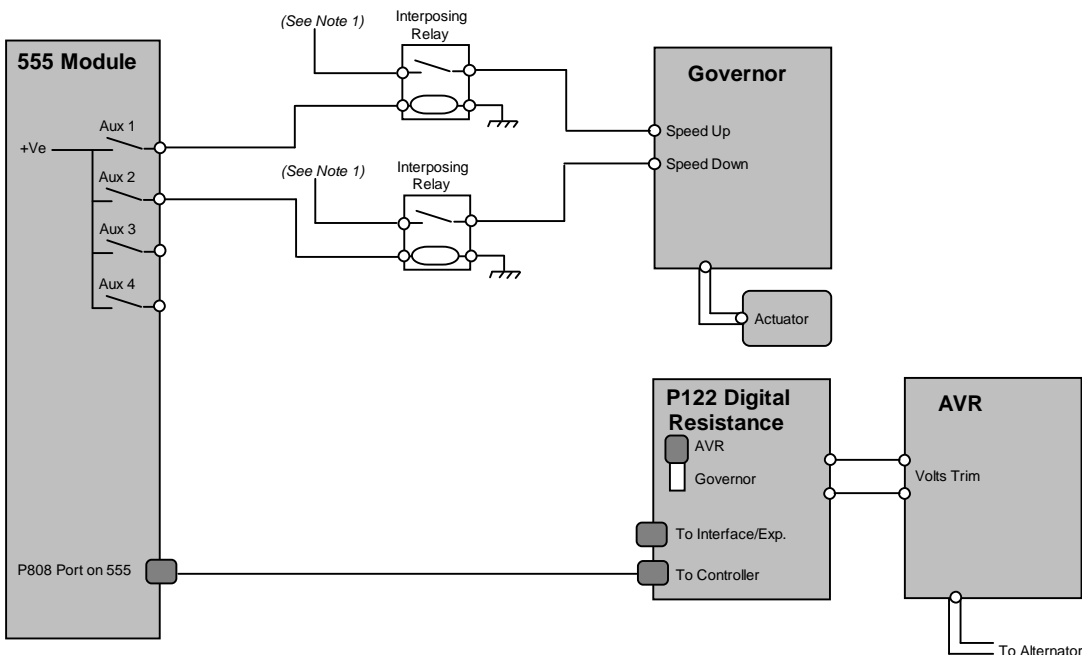 (See Note 1)
Interposing
Relay
555 Module
Governor
Aux 1
+Ve
Speed Up
Speed Down
Aux 2
(See Note 1)
Interposing
Relay
Aux 3
Aux 4
Actuator
P122 Digital
Resistance
AVR
Governor
AVR
Volts Trim
To Interface/Exp.
P808 Port on 555
To Controller
To Alternator